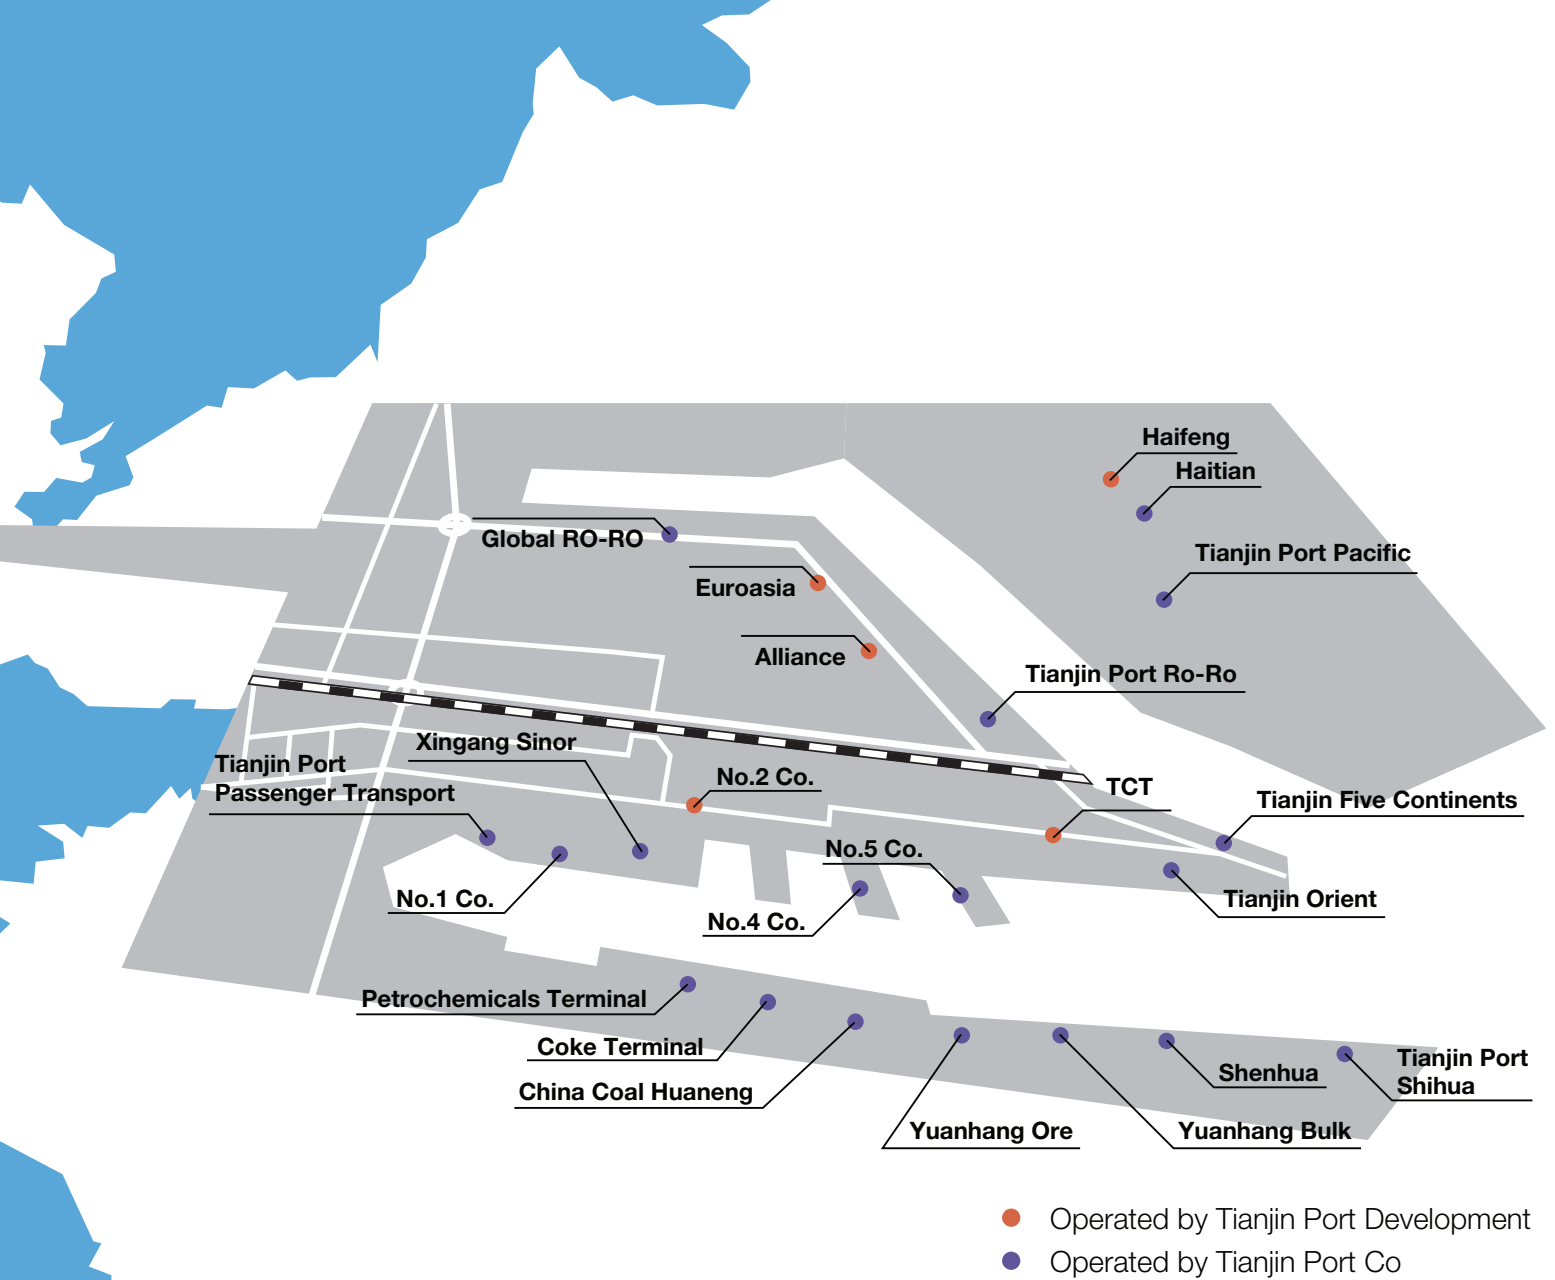 Haifeng
Haitian
Global RO-RO
Tianjin Port Pacific
Euroasia
Alliance
Tianjin Port Ro-Ro
Xingang Sinor
Tianjin Port
Passenger Transport
No.2 Co.
TCT
Tianjin Five Continents
No.5 Co.
No.1 Co.
Tianjin Orient
No.4 Co.
Petrochemicals Terminal
Coke Terminal
Tianjin Port
Shihua
Shenhua
China Coal Huaneng
Yuanhang Ore
Yuanhang Bulk
Operated by Tianjin Port Development
Operated by Tianjin Port Co